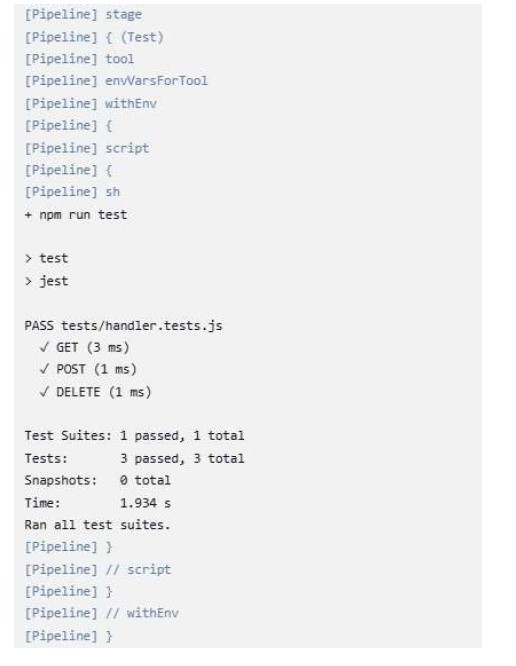 [Pipeline] stage
[Pipeline] { (Test)
[Pipeline] tool
[Pipeline] envVarsForTool
[Pipeline] withEnv
[Pipeline] {
[Pipeline] script
[Pipeline] {
[Pipeline] sh
+ npm run test
> test
> jest
PASS tests/handler.tests.js
✓ GET (3 ms)
✓ POST (1 ms)
✓ DELETE (1 ms)
Test Suites: 1 passed, 1 total
Tests:       3 passed, 3 total
Snapshots:   0 total
Time:        1.934 s
Ran all test suites.
[Pipeline] }
[Pipeline] // script
[Pipeline] }
[Pipeline] // withEnv
[Pipeline] }